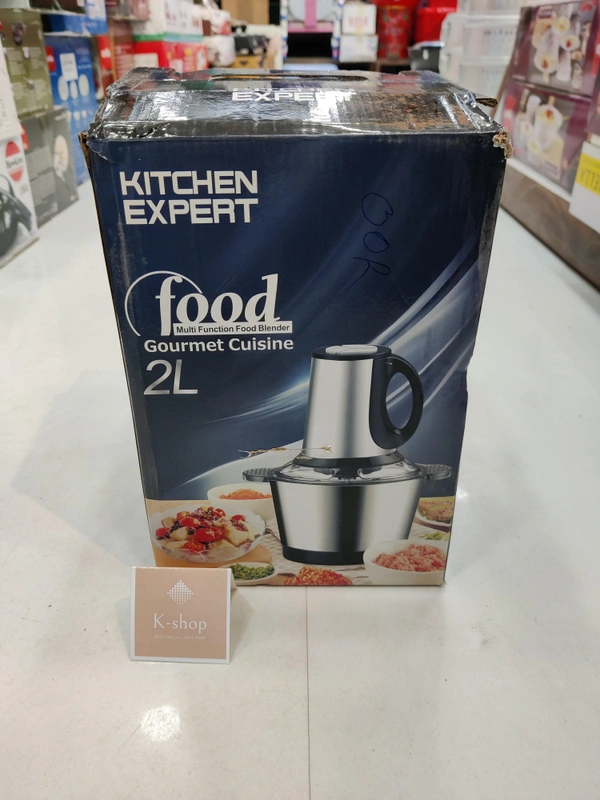 EXPERT
KITCHEN
EXPERT
food
Multi Function Food Blender
Gourmet Cuisine
2L
K-shop